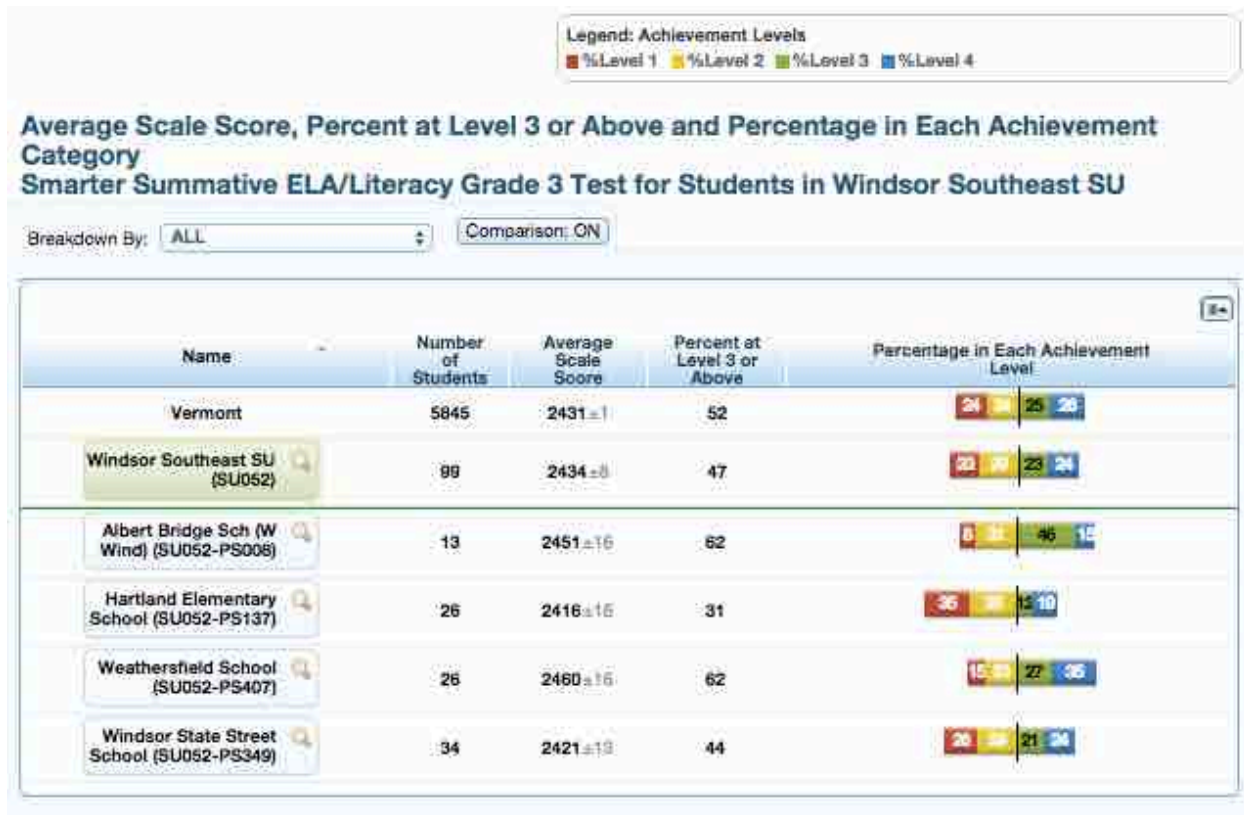 Legend: Achievement Levels
%Level 1 %Level 2 %Level 3 %Level 4
Average Scale Score, Percent at Level 3 or Above and Percentage in Each Achievement
Category
Smarter Summative ELA/Literacy Grade 3 Test for Students in Windsor Southeast SU
Breakdown By: ALL Comparison: ON
Name
Number of Students
Average Scale Score
Percent at Level 3 or Above
Percentage in Each Achievement Level
Vermont 5845 2431 ±1 52 24 25 26
Windsor Southeast SU
(SU052) 99 2434 47 23 24
Albert Bridge Sch (W
Wind) (SU052-PS008) 13 2451 ±16 62 8 46 15
Hartland Elementary
School (SU052-PS137) 26 2416 31 19
Weathersfield School
(SU052-PS407) 26 2460 62 15 27 35
Windsor State Street
School (SU052-PS349) 34 2421 ±13 44 21 24